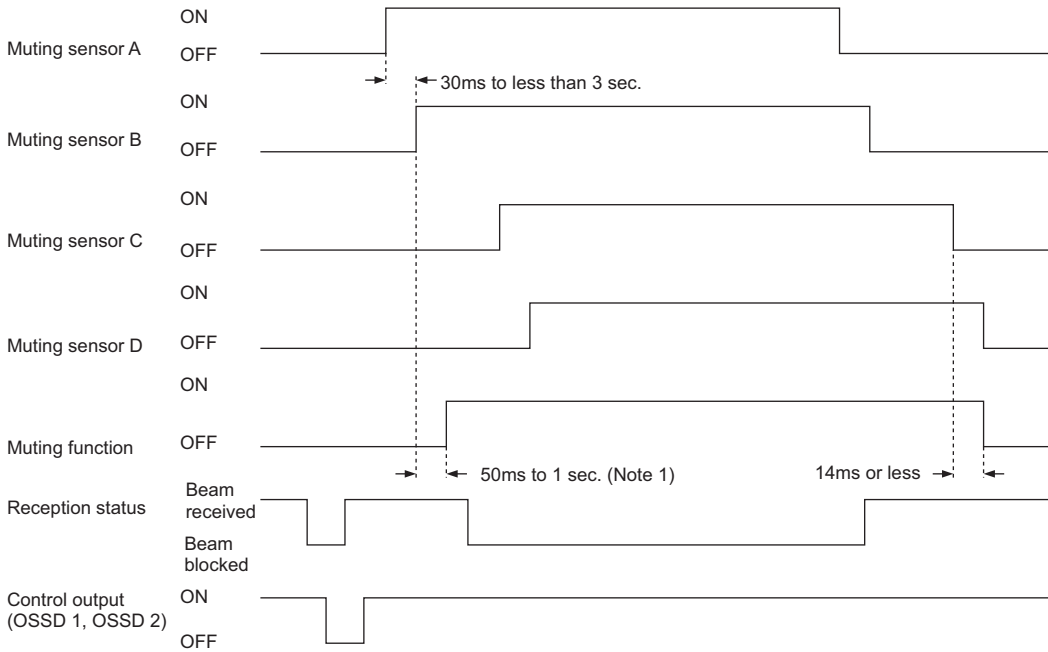 ON
Muting sensor A
OFF
30ms to less than 3 sec.
ON
Muting sensor B
OFF
ON
Muting sensor C
OFF
ON
Muting sensor D
OFF
ON
Muting function
OFF
50ms to 1 sec. (Note 1)
14ms or less
Reception status
Beam
received
Beam
blocked
Control output
(OSSD 1, OSSD 2)
ON
OFF